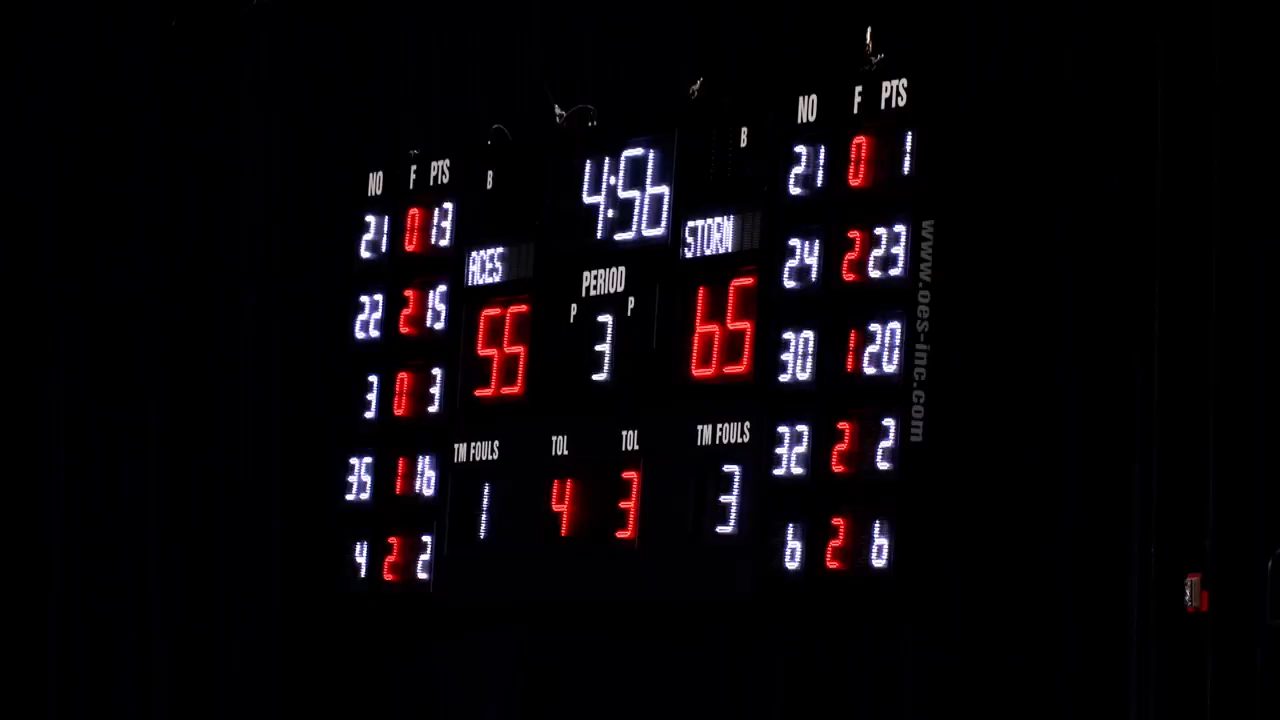 NO F PTS
21 0 13
22 2 15
3 0 3
35 1 16
4 2 2
B
ACES
55
TM FOULS
1
4:56
PERIOD
P P
3
TOL TOL
4 3
B
STORM
65
TM FOULS
3
NO F PTS
21 0 1
24 2 23
30 1 20
32 2 2
6 2 6
www.oes-inc.com